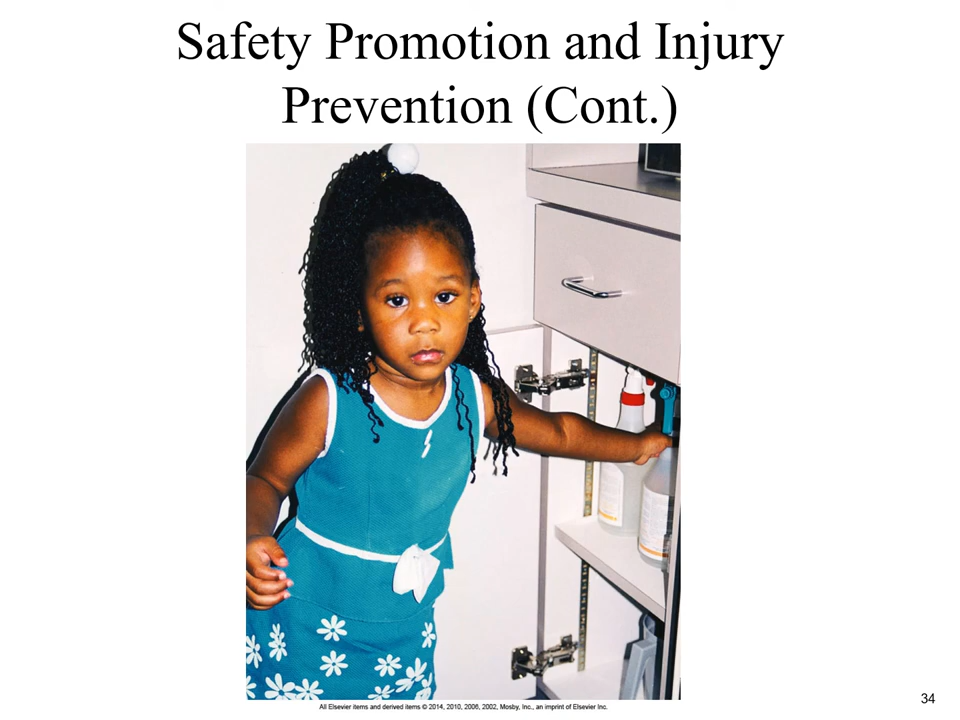 Safety Promotion and Injury
Prevention (Cont.)
All Elsevier items and derived items © 2014, 2010, 2006, 2002, Mosby, Inc., an imprint of Elsevier Inc.
34